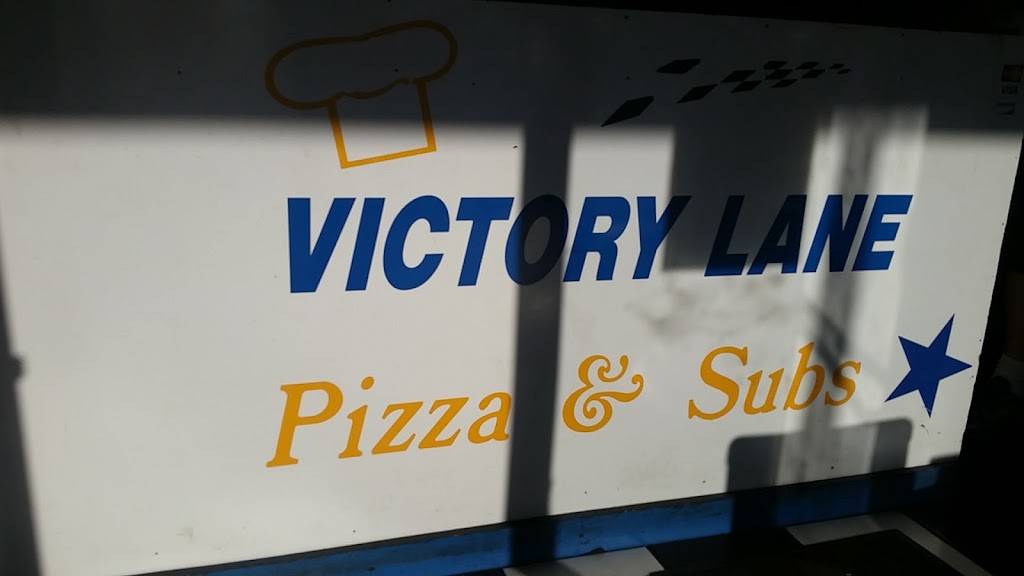 VICTORY LANE
Pizza & Subs